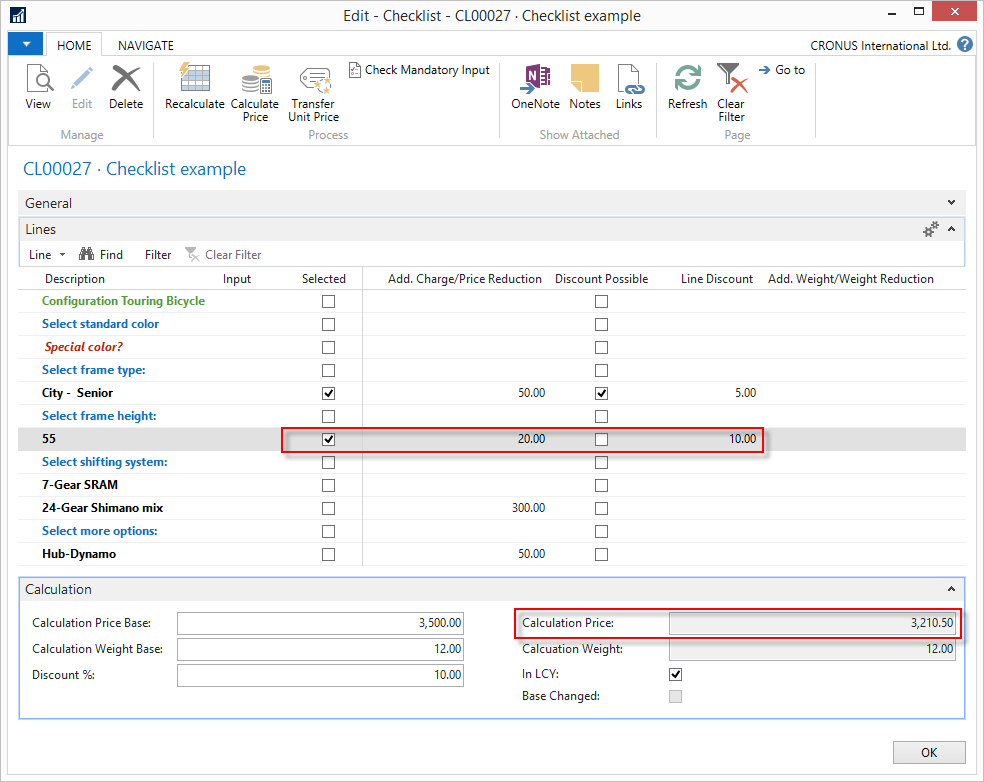 Edit - Checklist - CL00027 · Checklist example
HOME NAVIGATE CRONUS International Ltd. ?
View Edit Delete Recalculate Calculate Price Transfer Unit Price Check Mandatory Input OneNote Notes Links Refresh Clear Filter Go to
Manage Process Show Attached Page
CL00027 · Checklist example
General
Lines
Line Find Filter Clear Filter
Description Input Selected Add. Charge/Price Reduction Discount Possible Line Discount Add. Weight/Weight Reduction
Configuration Touring Bicycle
Select standard color
Special color?
Select frame type:
City - Senior 50.00 5.00
Select frame height:
55 20.00 10.00
Select shifting system:
7-Gear SRAM
24-Gear Shimano mix 300.00
Select more options:
Hub-Dynamo 50.00
Calculation
Calculation Price Base: 3,500.00 Calculation Price: 3,210.50
Calculation Weight Base: 12.00 Calcuation Weight: 12.00
Discount %: 10.00 In LCY:
Base Changed:
OK